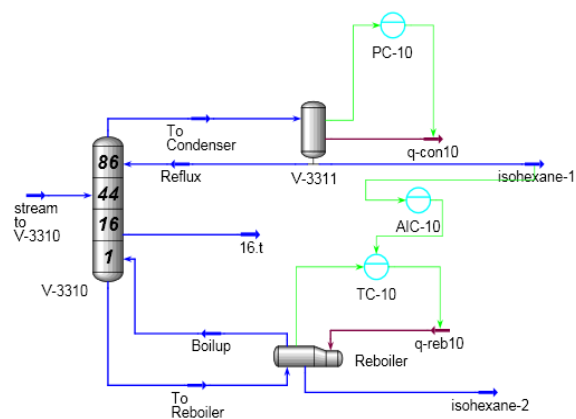 PC-10
To
Condenser
q-con10
86
Reflux
V-3311
isohexane-1
44
stream
to
V-3310
AIC-10
16
16.t
1
V-3310
TC-10
Boilup
q-reb10
Reboiler
To
Reboiler
isohexane-2